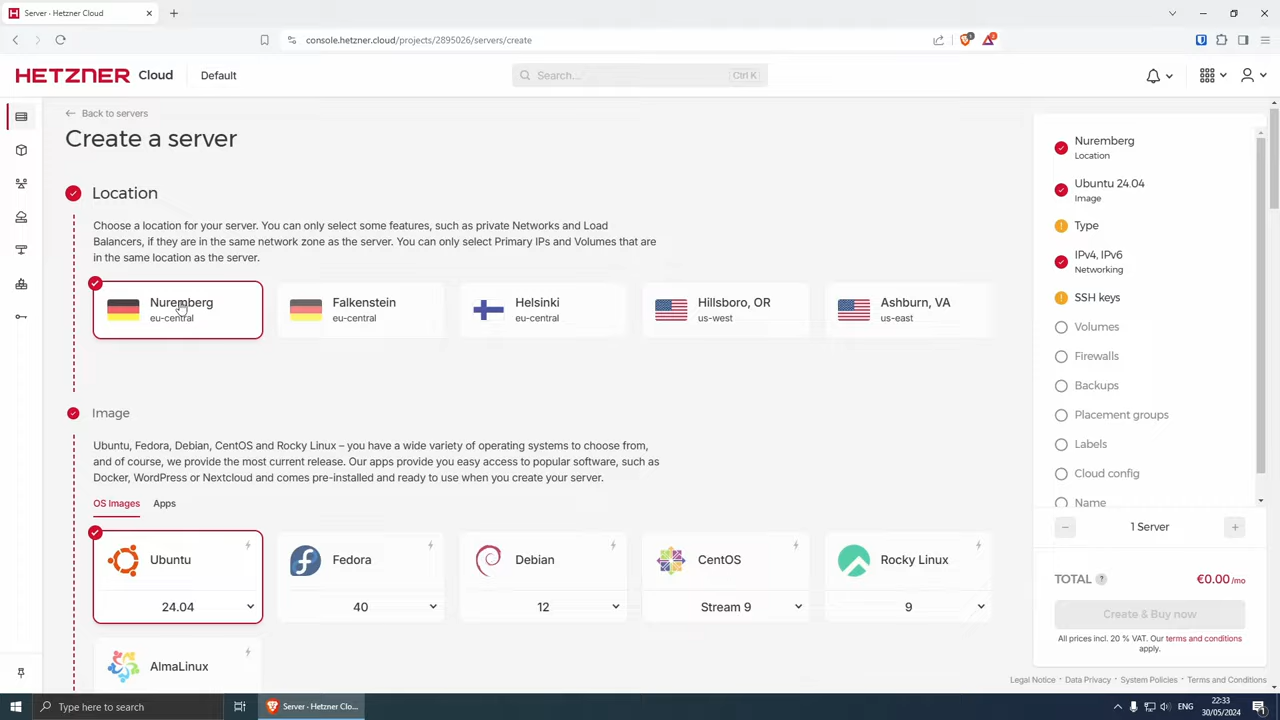 Server - Hetzner Cloud
console.hetzner.cloud/projects/2895026/servers/create
HETZNER Cloud
Default
Search...
Ctrl K
Back to servers
Create a server
Location
Choose a location for your server. You can only select some features, such as private Networks and Load
Balancers, if they are in the same network zone as the server. You can only select Primary IPs and Volumes that are
in the same location as the server.
Nuremberg
eu-central
Falkenstein
eu-central
Helsinki
eu-central
Hillsboro, OR
us-west
Ashburn, VA
us-east
Image
Ubuntu, Fedora, Debian, CentOS and Rocky Linux – you have a wide variety of operating systems to choose from,
and of course, we provide the most current release. Our apps provide you easy access to popular software, such as
Docker, WordPress or Nextcloud and comes pre-installed and ready to use when you create your server.
OS Images
Apps
Ubuntu
24.04
Fedora
40
Debian
12
CentOS
Stream 9
Rocky Linux
9
AlmaLinux
Nuremberg
Location
Ubuntu 24.04
Image
Type
IPv4, IPv6
Networking
SSH keys
Volumes
Firewalls
Backups
Placement groups
Labels
Cloud config
Name
1 Server
TOTAL ?
€0.00 /mo
Create & Buy now
All prices incl. 20 % VAT. Our terms and conditions
apply.
Legal Notice · Data Privacy · System Policies · Terms and Conditions
Type here to search
Server - Hetzner Clo...
ENG
22:33
30/05/2024